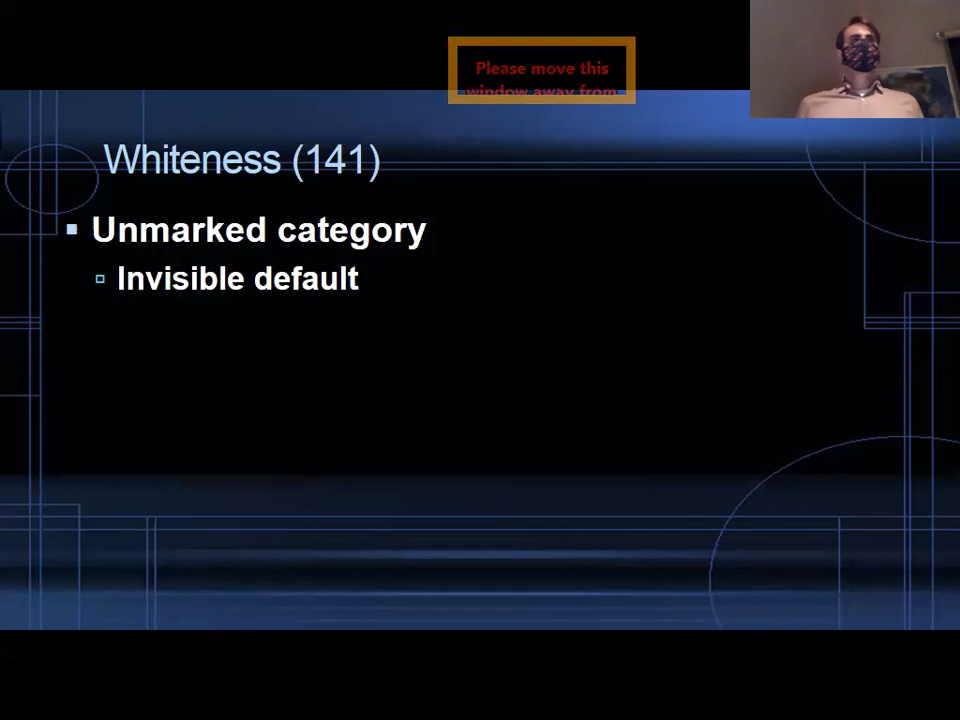 Please move this
window away from
Whiteness (141)
Unmarked category
Invisible default